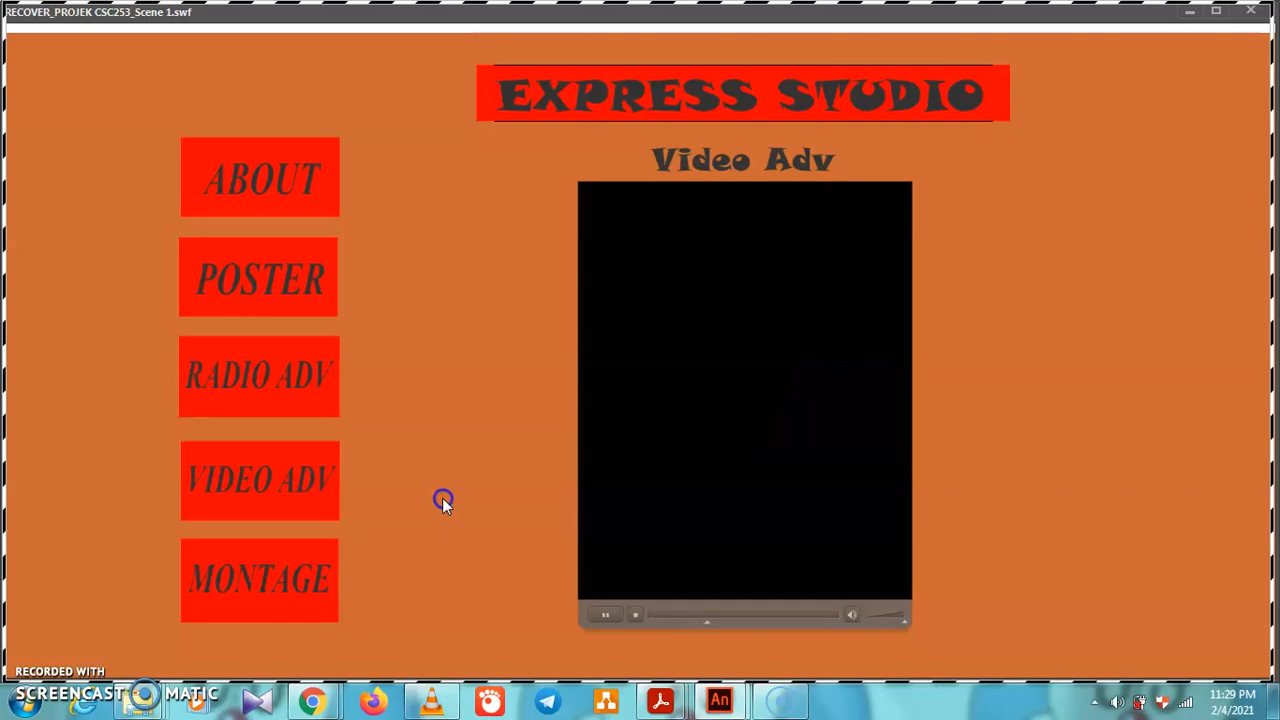 RECOVER_PROJEK CSC253_Scene 1.swf
EXPRESS STUDIO
Video Adv
ABOUT
POSTER
RADIO ADV
VIDEO ADV
MONTAGE
RECORDED WITH
SCREENCAST MATIC
An
11:29 PM
2/4/2021